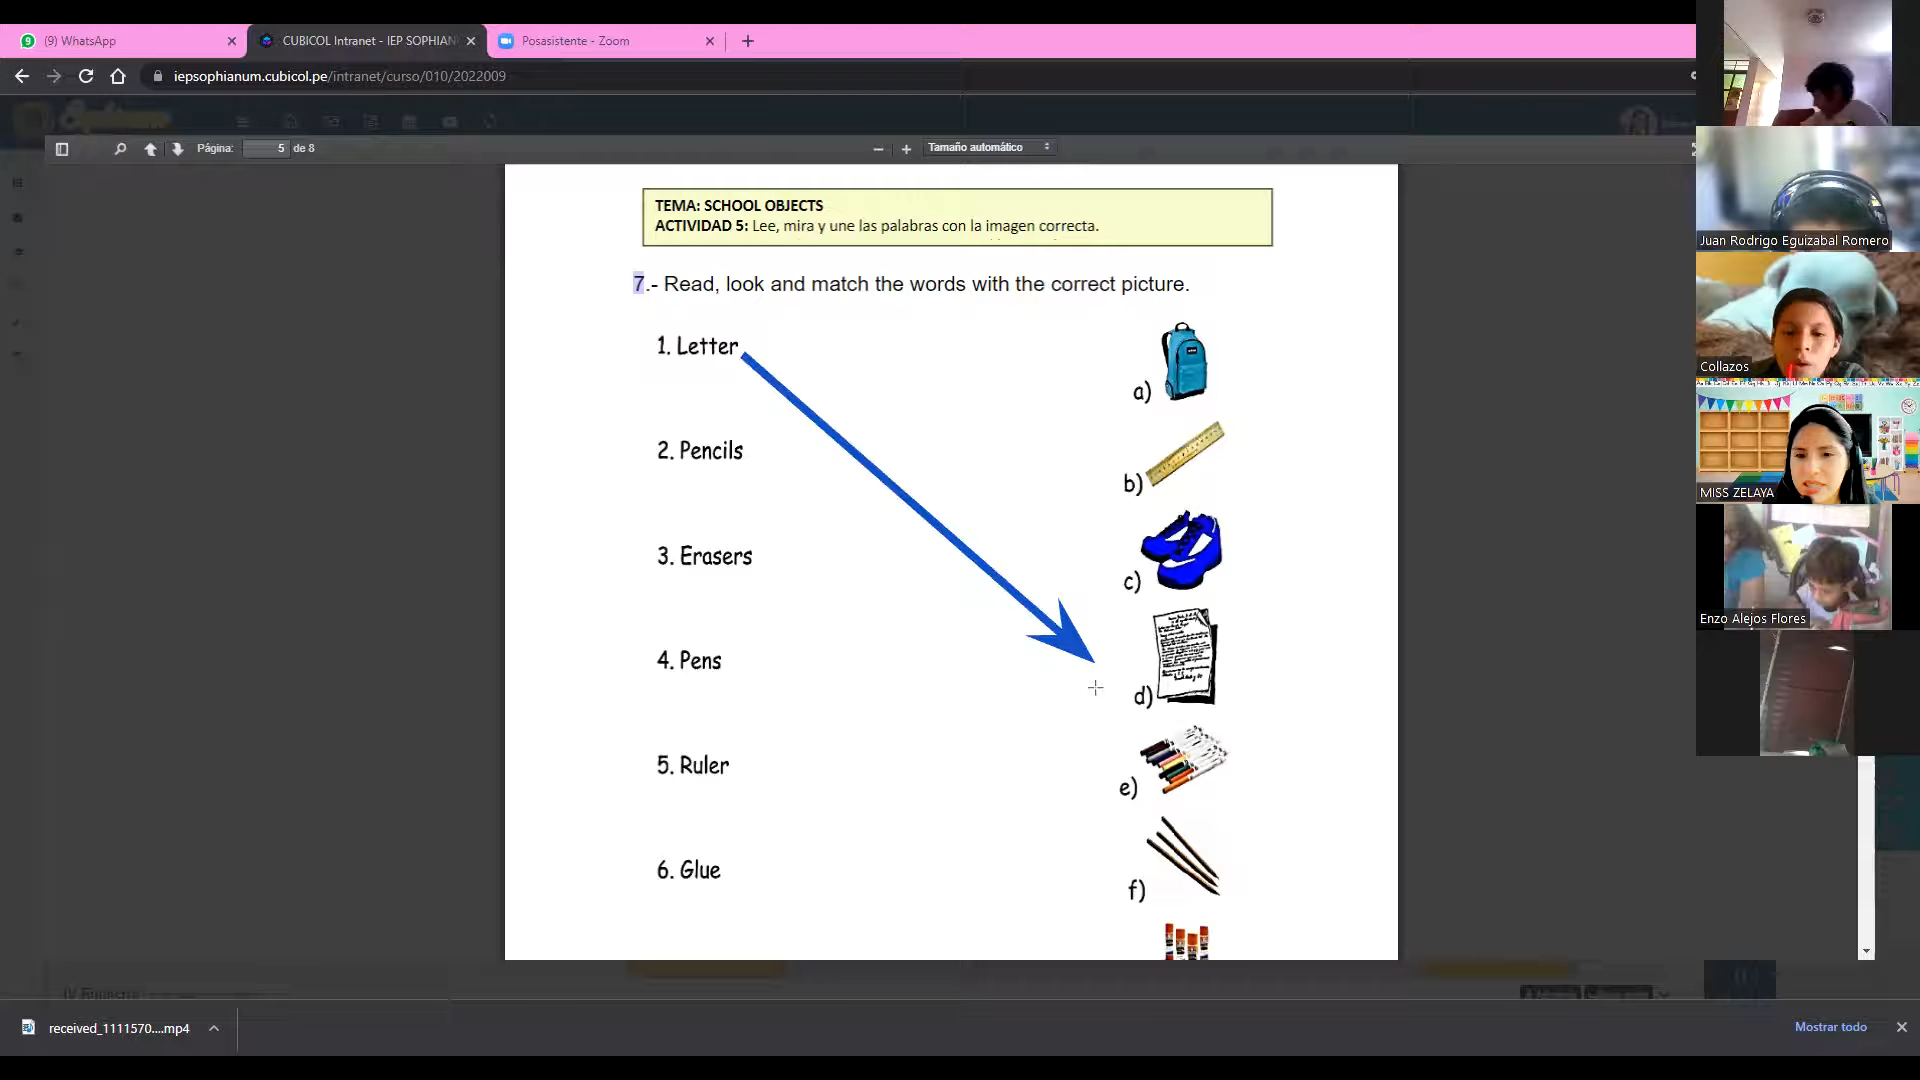 (9) WhatsApp
CUBICOL Intranet - IEP SOPHIAN
Posasistente - Zoom
iepsophianum.cubicol.pe/intranet/curso/010/2022009
Página: 5 de 8
Tamaño automático
TEMA: SCHOOL OBJECTS
ACTIVIDAD 5: Lee, mira y une las palabras con la imagen correcta.
7.- Read, look and match the words with the correct picture.
1. Letter
a)
2. Pencils
b)
3. Erasers
c)
4. Pens
d)
5. Ruler
e)
6. Glue
f)
Juan Rodrigo Eguizabal Romero
Collazos
MISS ZELAYA
Enzo Alejos Flores
received_1111570....mp4
Mostrar todo